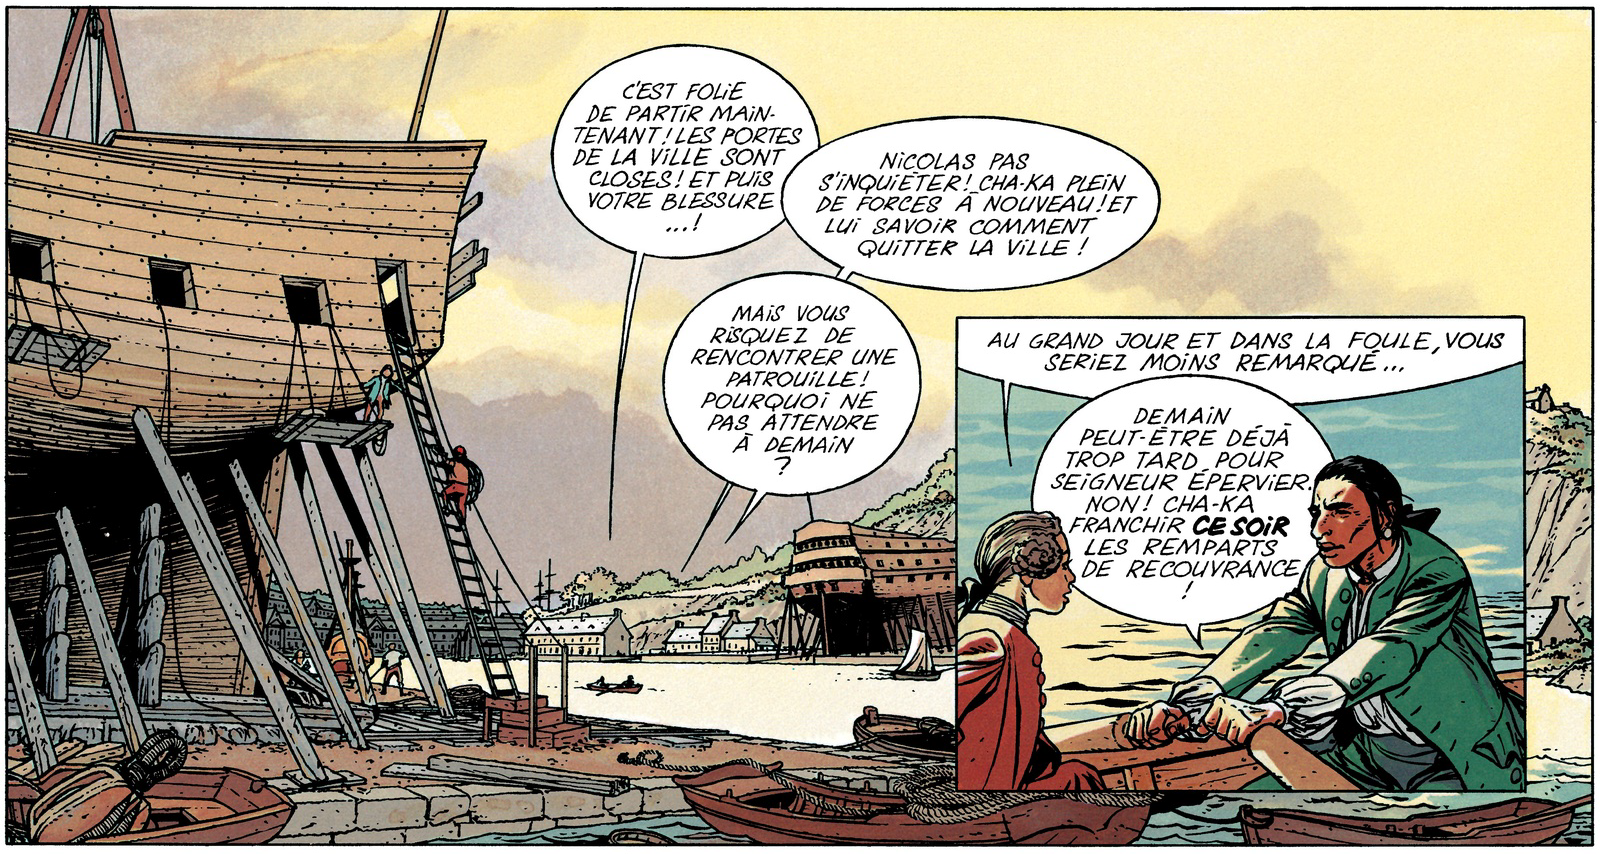 C'EST FOLIE
DE PARTIR MAIN-
TENANT! LES PORTES
DE LA VILLE SONT
CLOSES! ET PUIS
VOTRE BLESSURE
...!
NICOLAS PAS
S'INQUIÉTER! CHA-KA PLEIN
DE FORCES À NOUVEAU! ET
LUI SAVOIR COMMENT
QUITTER LA VILLE!
MAIS VOUS
RISQUEZ DE
RENCONTRER UNE
PATROUILLE!
POURQUOI NE
PAS ATTENDRE
À DEMAIN
?
AU GRAND JOUR ET DANS LA FOULE, VOUS
SERIEZ MOINS REMARQUÉ...
DEMAIN
PEUT-ÊTRE DÉJÀ
TROP TARD POUR
SEIGNEUR ÉPERVIER.
NON! CHA-KA
FRANCHIR CE SOIR
LES REMPARTS
DE RECOUVRANCE
!